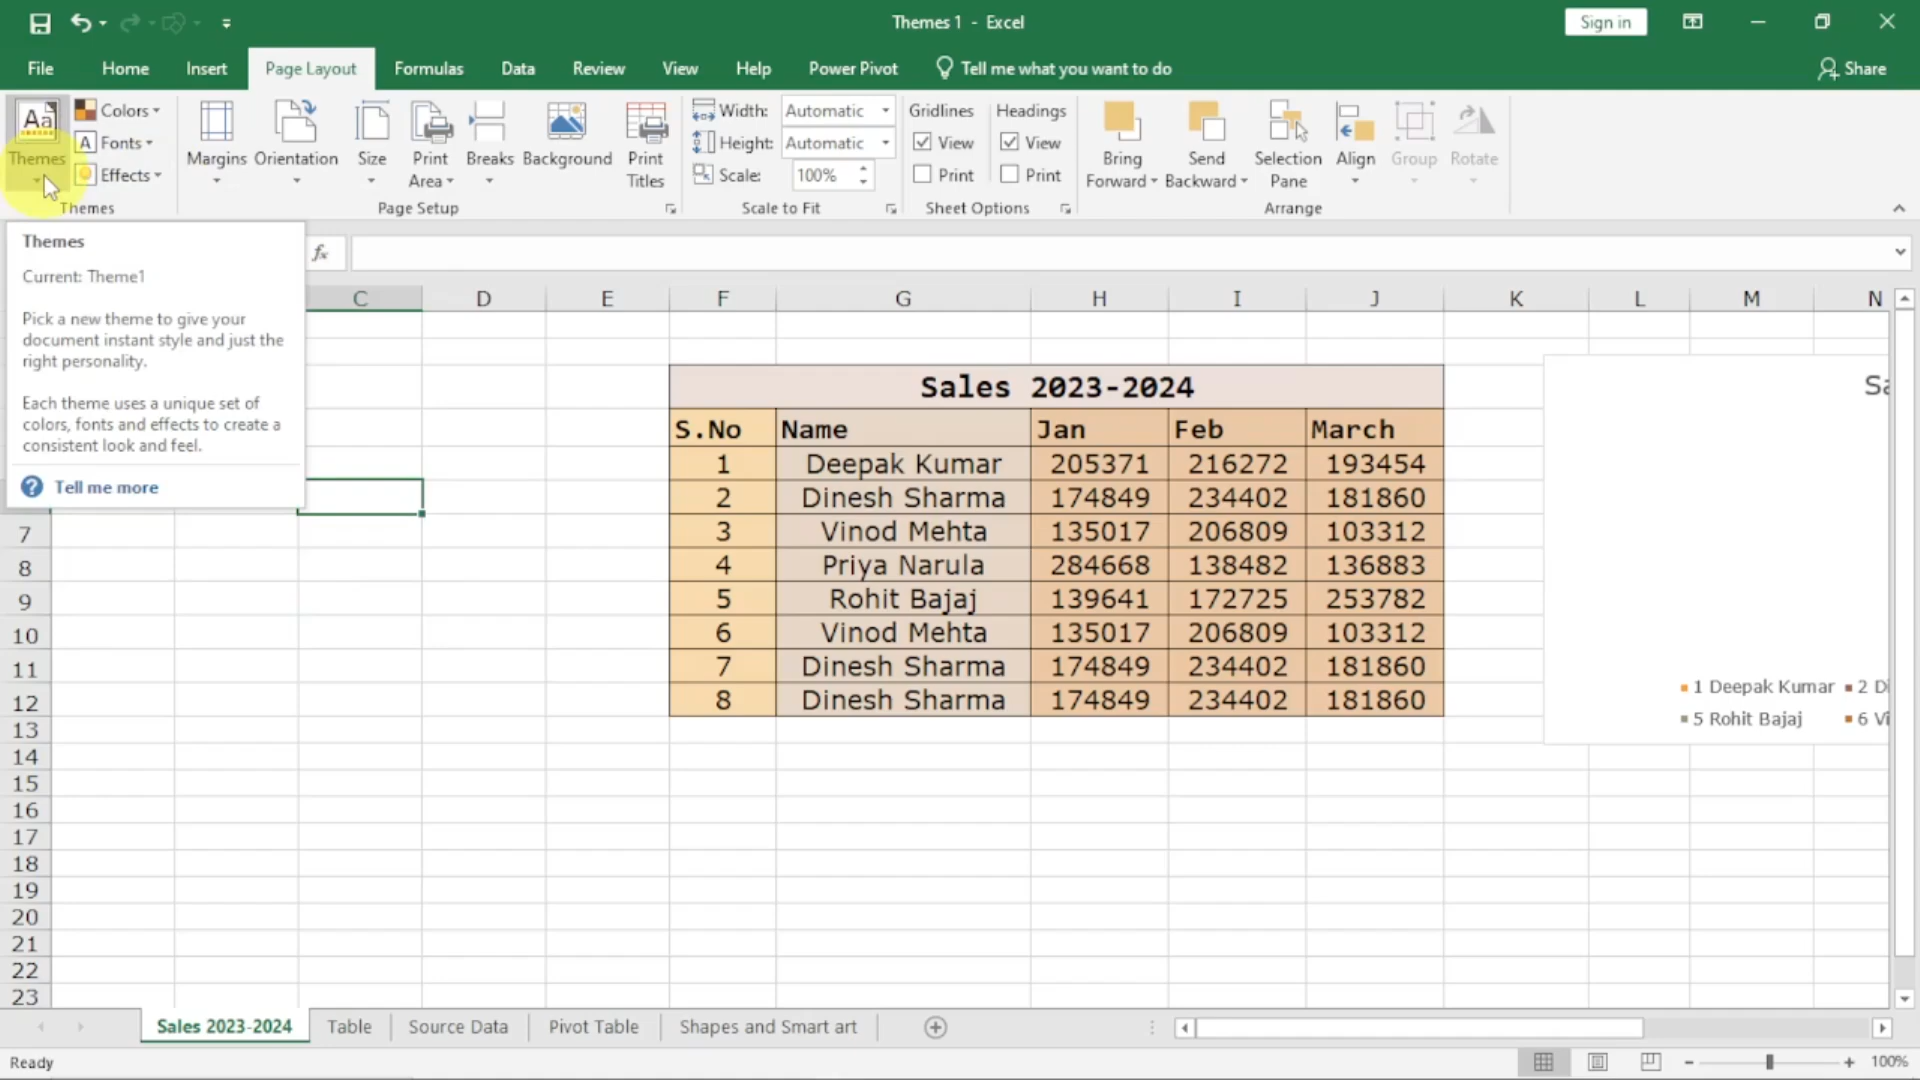 Themes 1 - Excel
Sign in
File Home Insert Page Layout Formulas Data Review View Help Power Pivot Tell me what you want to do Share
Aa
Themes
Colors
A Fonts
Effects
Themes
Margins
Orientation
Size
Print Area
Breaks
Background
Print Titles
Page Setup
Width: Automatic
Height: Automatic
Scale: 100%
Scale to Fit
Gridlines Headings
View View
Print Print
Sheet Options
Bring Forward
Send Backward
Selection Pane
Align
Group
Rotate
Arrange
Themes
Current: Theme1
Pick a new theme to give your
document instant style and just the
right personality.
Each theme uses a unique set of
colors, fonts and effects to create a
consistent look and feel.
? Tell me more
fx
C D E F G H I J K L M N
Sales 2023-2024
S.No Name Jan Feb March
1 Deepak Kumar 205371 216272 193454
2 Dinesh Sharma 174849 234402 181860
7 3 Vinod Mehta 135017 206809 103312
8 4 Priya Narula 284668 138482 136883
9 5 Rohit Bajaj 139641 172725 253782
10 6 Vinod Mehta 135017 206809 103312
11 7 Dinesh Sharma 174849 234402 181860
12 8 Dinesh Sharma 174849 234402 181860
13
14
15
16
17
18
19
20
21
22
23
Sa
1 Deepak Kumar 2 Di
5 Rohit Bajaj 6 Vi
Sales 2023-2024 Table Source Data Pivot Table Shapes and Smart art
Ready
100%